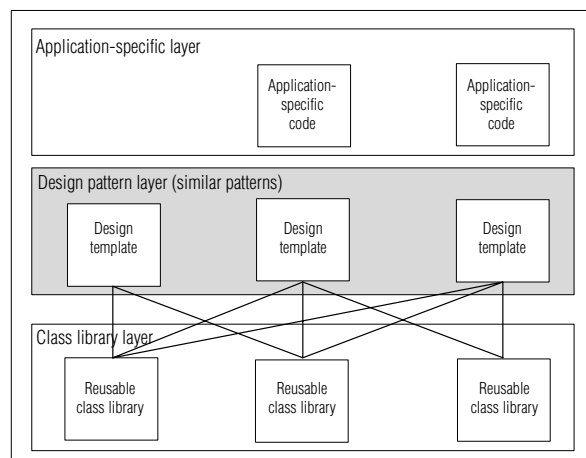 Application-specific layer
Application-
specific
code
Application-
specific
code
Design pattern layer (similar patterns)
Design
template
Design
template
Design
template
Class library layer
Reusable
class library
Reusable
class library
Reusable
class library